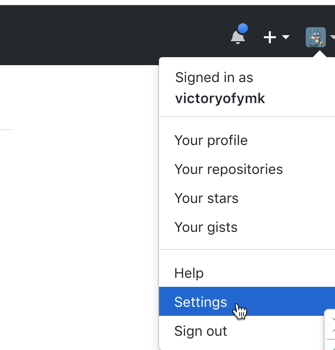 Signed in as
victoryofymk
Your profile
Your repositories
Your stars
Your gists
Help
Settings
Sign out